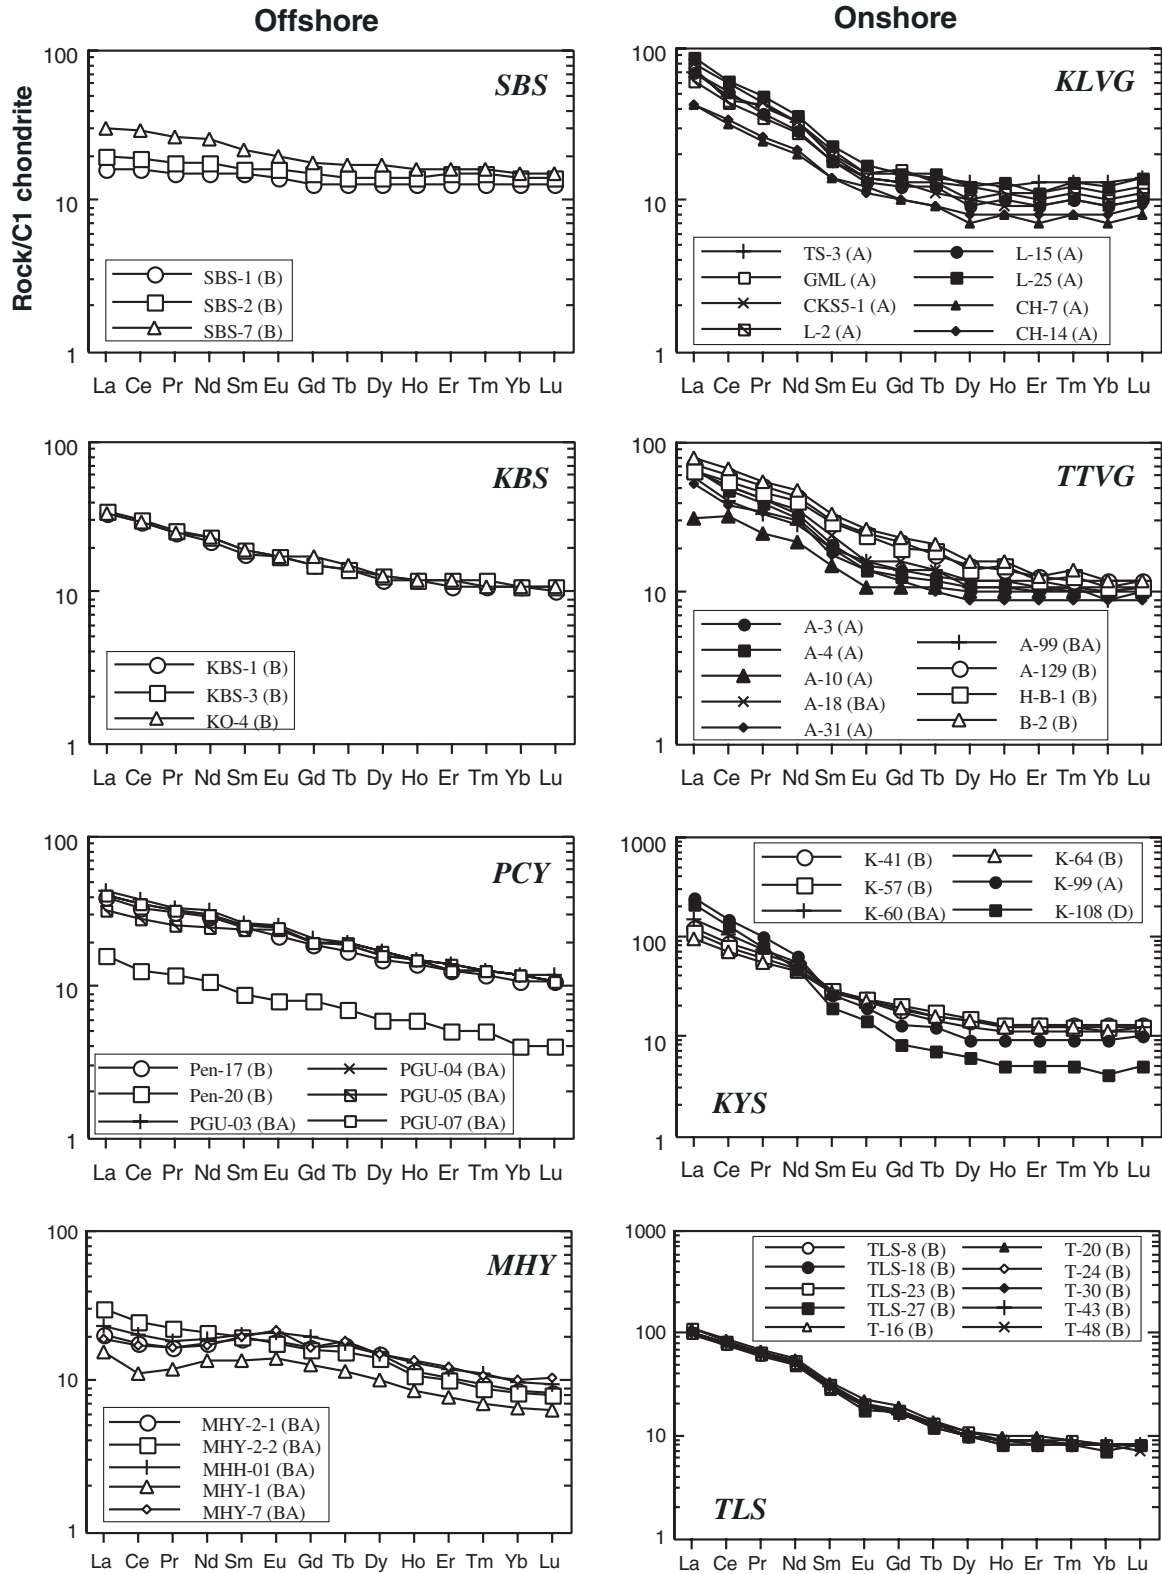 Offshore
Onshore
Rock/C1 chondrite
100
10
1
SBS
SBS-1 (B)
SBS-2 (B)
SBS-7 (B)
La Ce Pr Nd Sm Eu Gd Tb Dy Ho Er Tm Yb Lu
100
10
1
KLVG
TS-3 (A)
GML (A)
CKS5-1 (A)
L-2 (A)
L-15 (A)
L-25 (A)
CH-7 (A)
CH-14 (A)
La Ce Pr Nd Sm Eu Gd Tb Dy Ho Er Tm Yb Lu
100
10
1
KBS
KBS-1 (B)
KBS-3 (B)
KO-4 (B)
La Ce Pr Nd Sm Eu Gd Tb Dy Ho Er Tm Yb Lu
100
10
1
TTVG
A-3 (A)
A-4 (A)
A-10 (A)
A-18 (BA)
A-31 (A)
A-99 (BA)
A-129 (B)
H-B-1 (B)
B-2 (B)
La Ce Pr Nd Sm Eu Gd Tb Dy Ho Er Tm Yb Lu
100
10
1
PCY
Pen-17 (B)
Pen-20 (B)
PGU-03 (BA)
PGU-04 (BA)
PGU-05 (BA)
PGU-07 (BA)
La Ce Pr Nd Sm Eu Gd Tb Dy Ho Er Tm Yb Lu
1000
100
10
1
K-41 (B)
K-57 (B)
K-60 (BA)
K-64 (B)
K-99 (A)
K-108 (D)
KYS
La Ce Pr Nd Sm Eu Gd Tb Dy Ho Er Tm Yb Lu
100
10
1
MHY
MHY-2-1 (BA)
MHY-2-2 (BA)
MHH-01 (BA)
MHY-1 (BA)
MHY-7 (BA)
La Ce Pr Nd Sm Eu Gd Tb Dy Ho Er Tm Yb Lu
1000
100
10
1
TLS-8 (B)
TLS-18 (B)
TLS-23 (B)
TLS-27 (B)
T-16 (B)
T-20 (B)
T-24 (B)
T-30 (B)
T-43 (B)
T-48 (B)
TLS
La Ce Pr Nd Sm Eu Gd Tb Dy Ho Er Tm Yb Lu